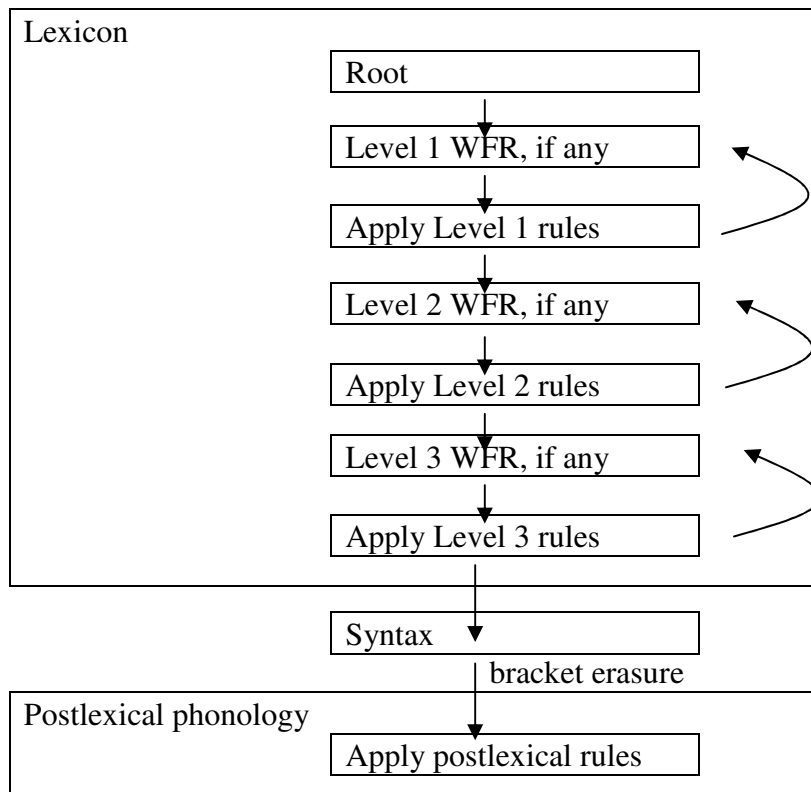 Lexicon
Root
Level 1 WFR, if any
Apply Level 1 rules
Level 2 WFR, if any
Apply Level 2 rules
Level 3 WFR, if any
Apply Level 3 rules
Syntax
bracket erasure
Postlexical phonology
Apply postlexical rules